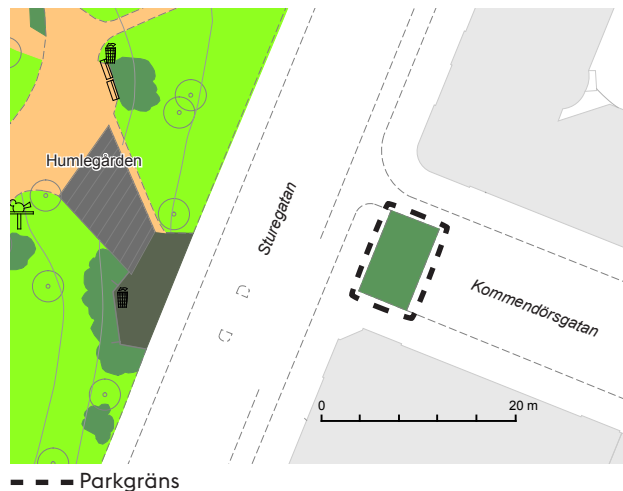 Humlegården
Sturegatan
Kommendörsgatan
0 20 m
Parkgräns